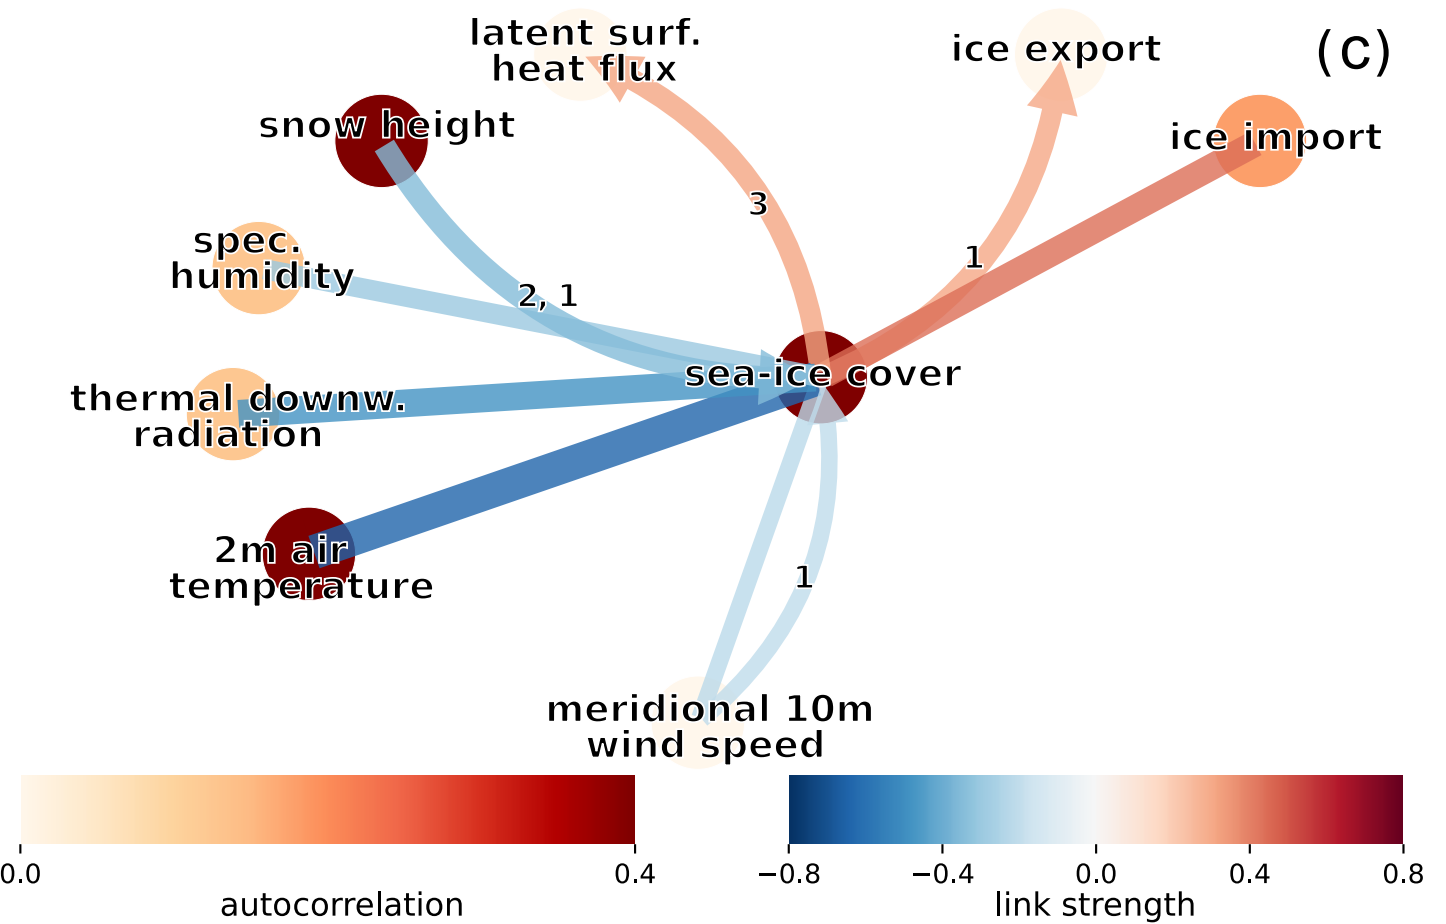 latent surf.
heat flux
ice export
(c)
snow height
ice import
3
spec.
humidity
1
2, 1
sea-ice cover
thermal downw.
radiation
2m air
temperature
1
meridional 10m
wind speed
0.0
0.4
autocorrelation
−0.8
−0.4
0.0
0.4
0.8
link strength